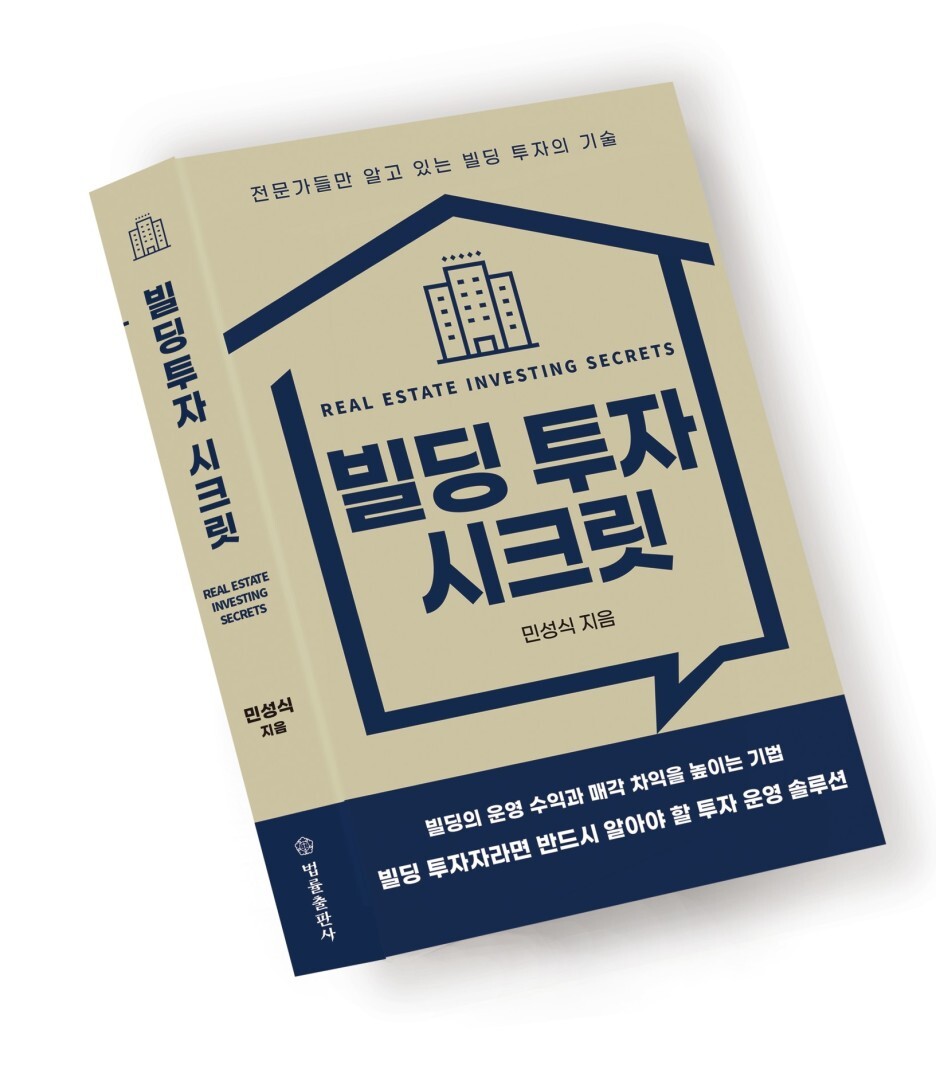 전문가들만 알고 있는 빌딩 투자의 기술
REAL ESTATE INVESTING SECRETS
빌딩 투자
시크릿
민성식 지음
빌딩의 운영 수익과 매각 차익을 높이는 기법
빌딩 투자자라면 반드시 알아야 할 투자 운영 솔루션
빌딩투자 시크릿
REAL ESTATE
INVESTING
SECRETS
민성식
지음
법률출판사